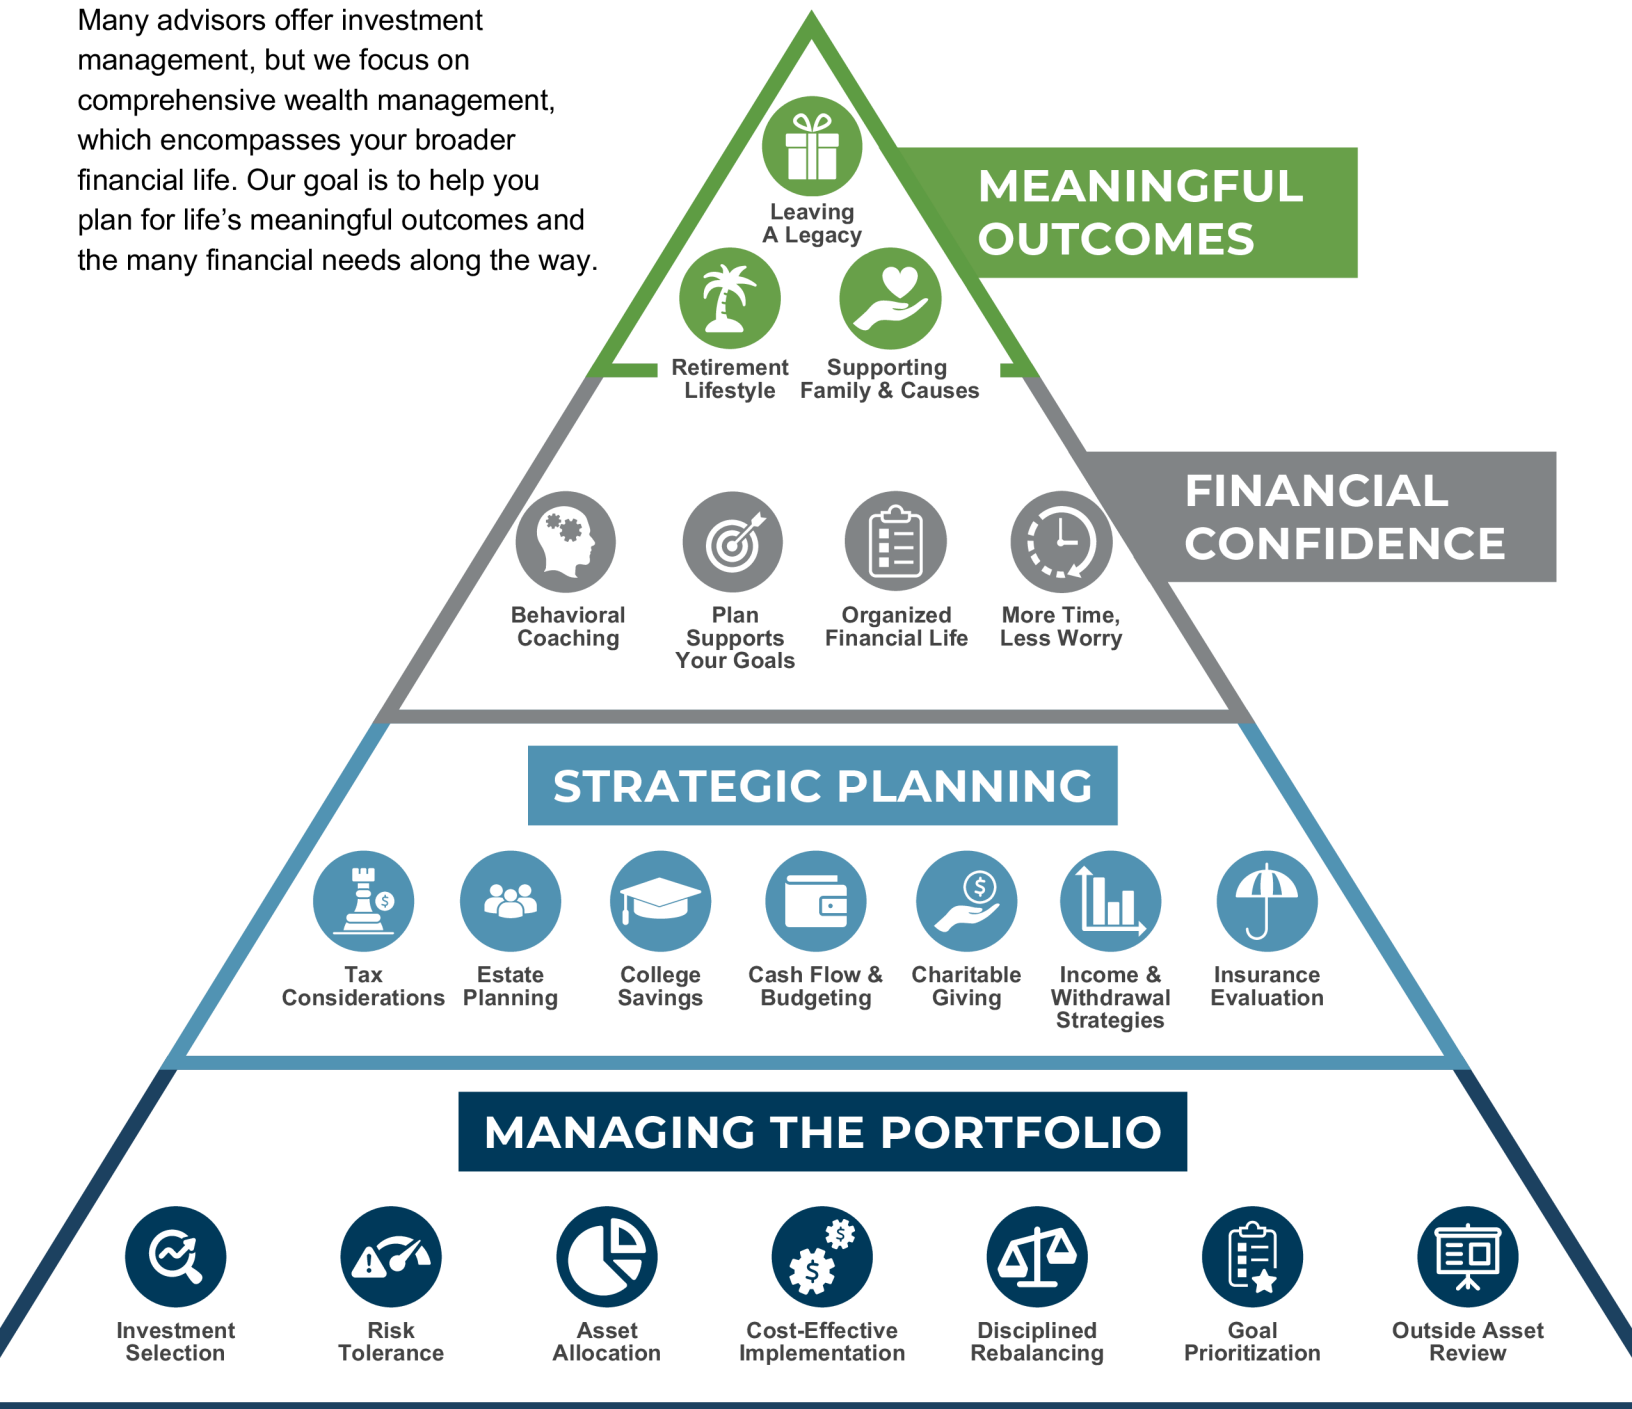 Many advisors offer investment
management, but we focus on
comprehensive wealth management,
which encompasses your broader
financial life. Our goal is to help you
plan for life’s meaningful outcomes and
the many financial needs along the way.
MEANINGFUL
OUTCOMES
Leaving
A Legacy
Retirement
Lifestyle
Supporting
Family & Causes
FINANCIAL
CONFIDENCE
Behavioral
Coaching
Plan
Supports
Your Goals
Organized
Financial Life
More Time,
Less Worry
STRATEGIC PLANNING
$
$
Tax
Considerations
Estate
Planning
College
Savings
Cash Flow &
Budgeting
Charitable
Giving
Income &
Withdrawal
Strategies
Insurance
Evaluation
MANAGING THE PORTFOLIO
!
$
$
Investment
Selection
Risk
Tolerance
Asset
Allocation
Cost-Effective
Implementation
Disciplined
Rebalancing
Goal
Prioritization
Outside Asset
Review